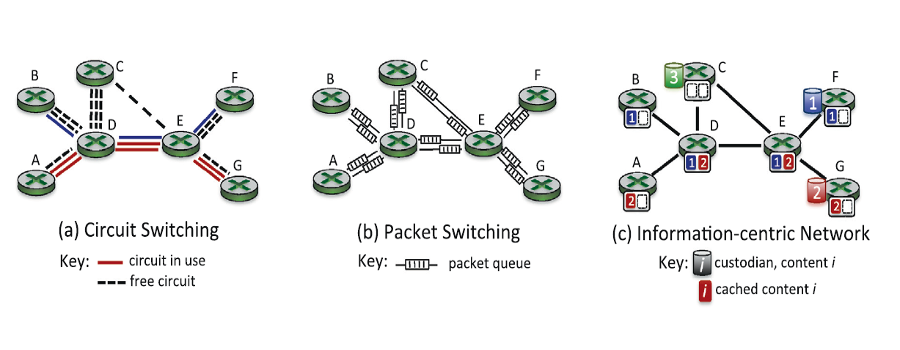 B
C
F
D
E
A
G
(a) Circuit Switching
Key:
circuit in use
free circuit
B
C
F
D
E
A
G
(b) Packet Switching
Key:
packet queue
B
3
C
F
1
1
D
E
1
1 2
1 2
A
G
2
2
2
(c) Information-centric Network
Key: i custodian, content i
i cached content i